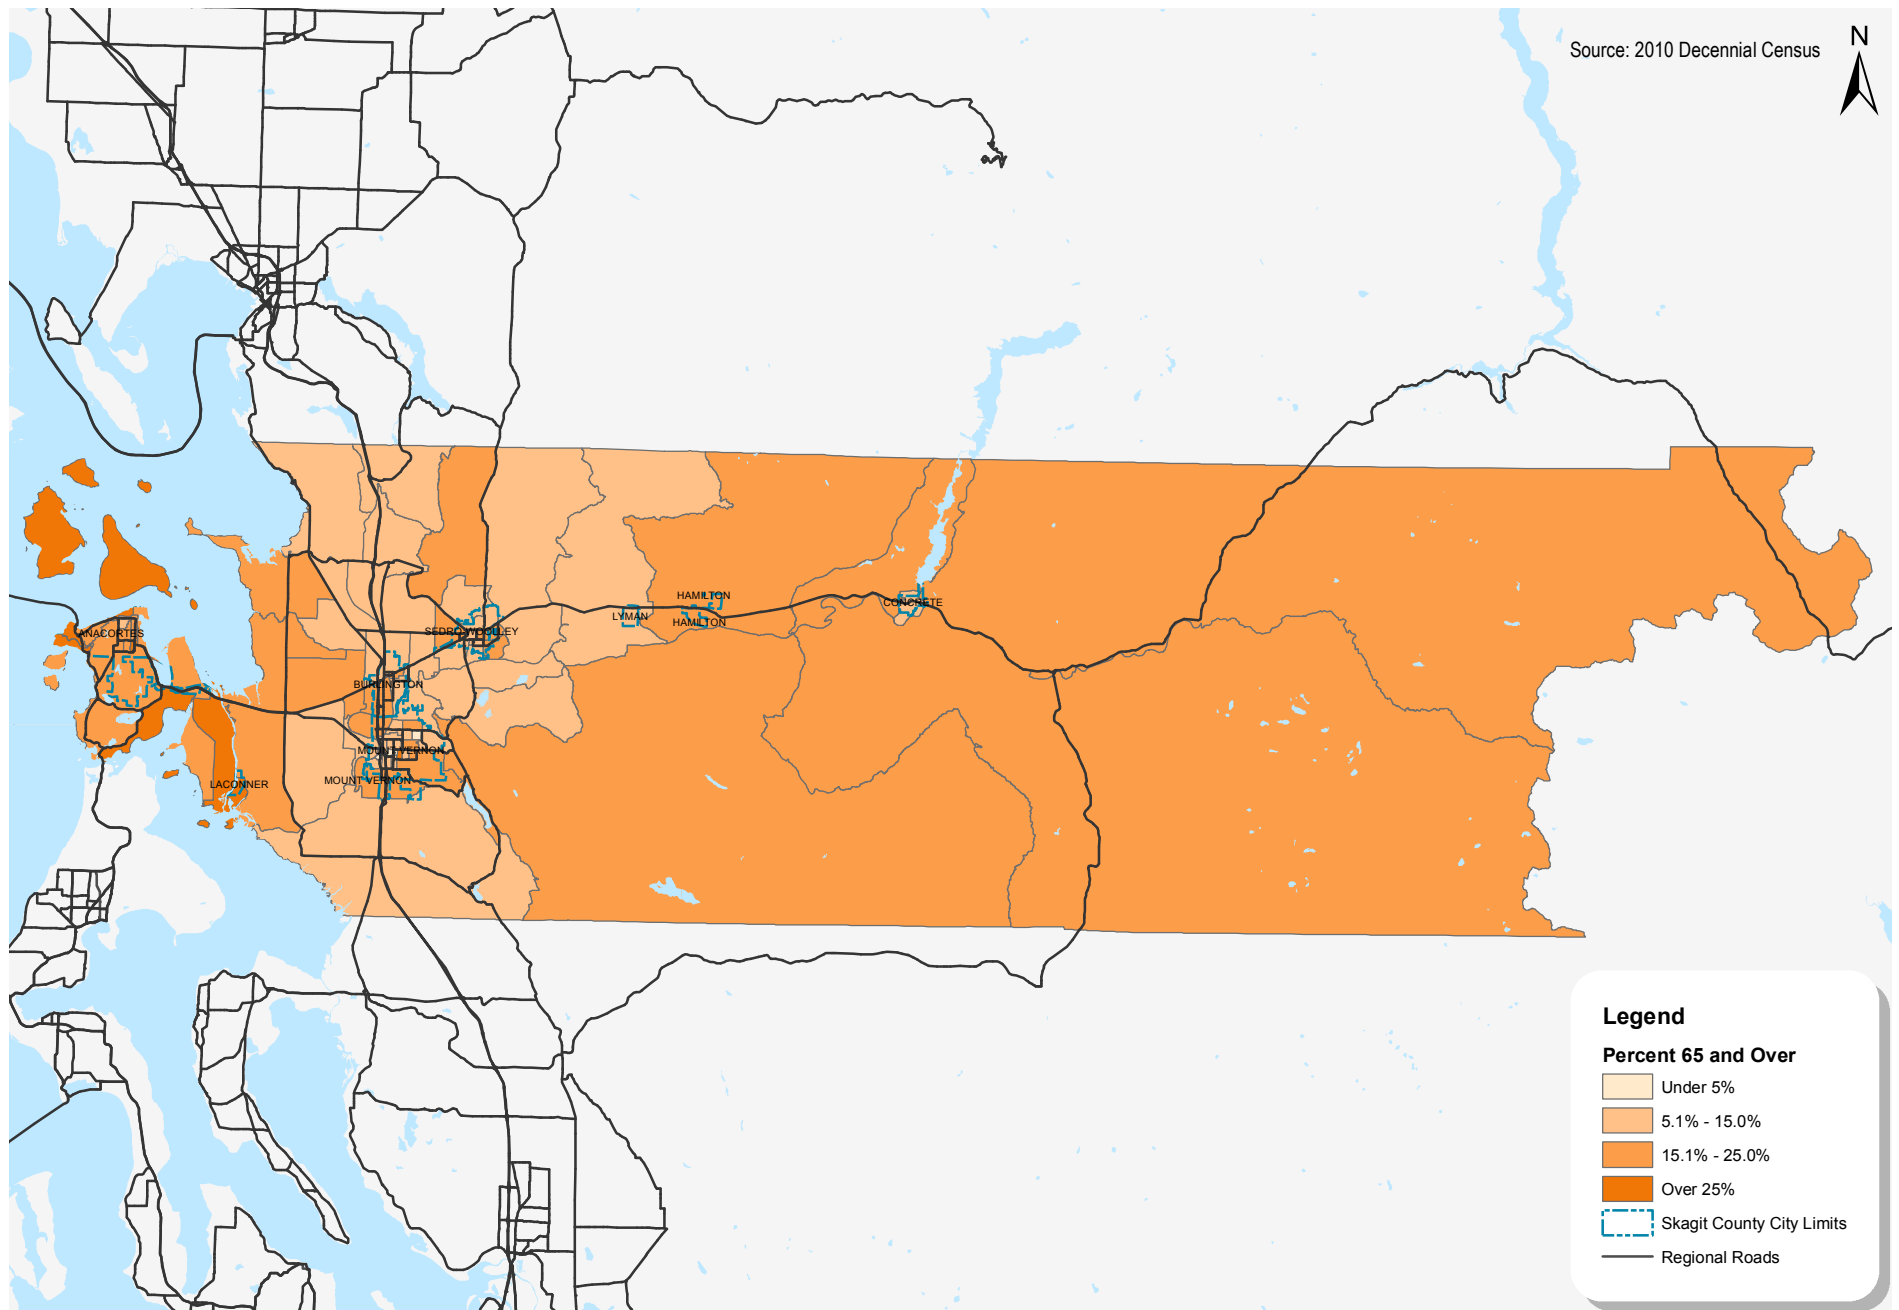 Source: 2010 Decennial Census
N
HAMILTON
CONCRETE
LYMAN
HAMILTON
ANACORTES
SEDRO-WOOLLEY
BURLINGTON
MOUNT VERNON
MOUNT VERNON
LACONNER
Legend
Percent 65 and Over
Under 5%
5.1% - 15.0%
15.1% - 25.0%
Over 25%
Skagit County City Limits
Regional Roads